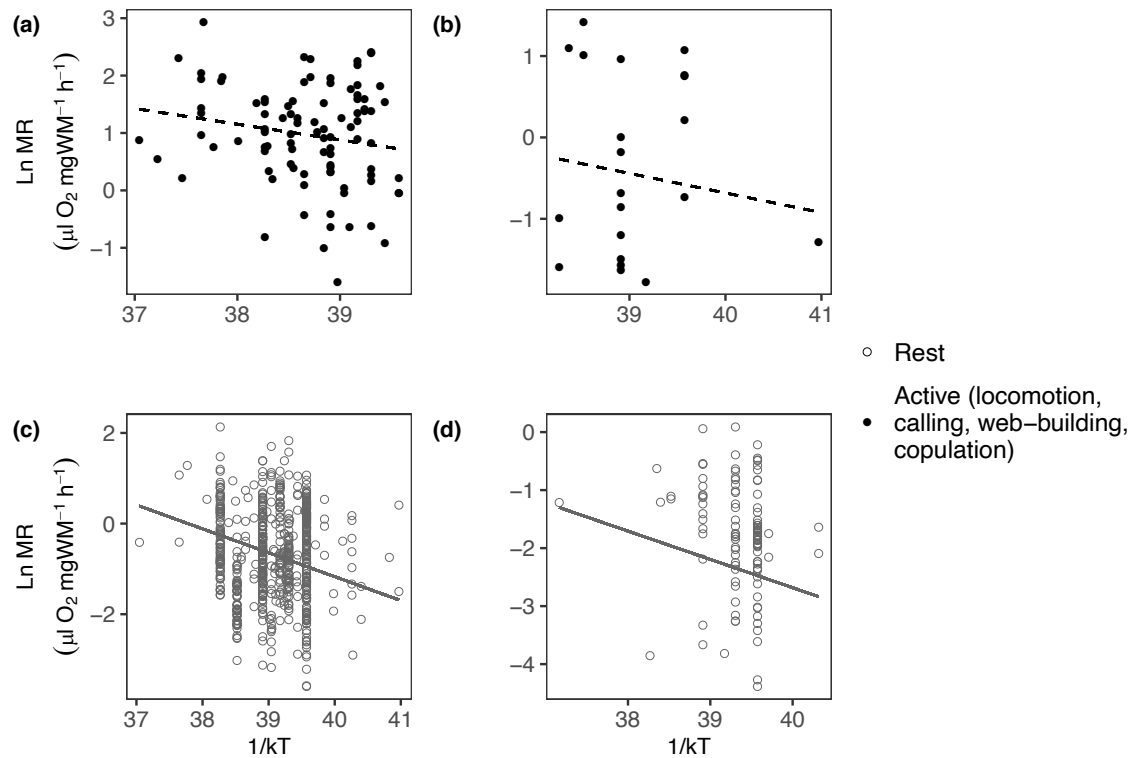 (a)
(b)
3
2
1
0
−1
1
0
−1
Ln MR
(μl O₂ mgWM⁻¹ h⁻¹)
37
38
39
39
40
41
Rest
Active (locomotion,
calling, web−building,
copulation)
(c)
(d)
2
0
−2
0
−1
−2
−3
−4
Ln MR
(μl O₂ mgWM⁻¹ h⁻¹)
37
38
39
40
41
38
39
40
1/kT
1/kT